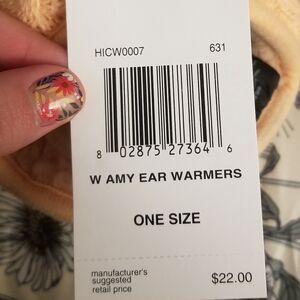 HICW0007 631
8 02875 27364 6
W AMY EAR WARMERS
ONE SIZE
manufacturer's
suggested
retail price $22.00